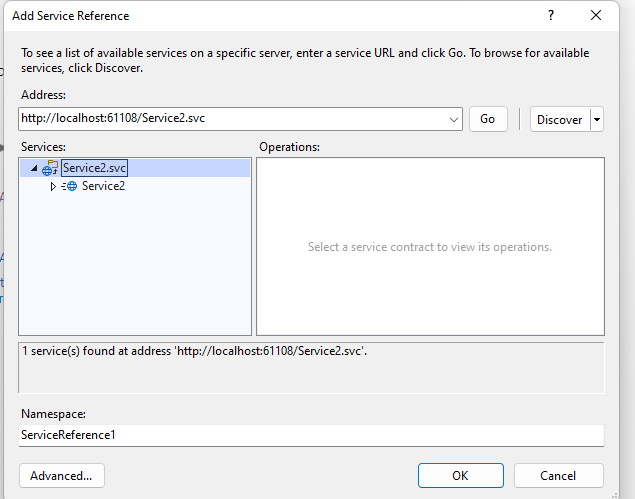 Add Service Reference
?
To see a list of available services on a specific server, enter a service URL and click Go. To browse for available
services, click Discover.
Address:
http://localhost:61108/Service2.svc
Go
Discover
Services:
Operations:
Service2.svc
Service2
Select a service contract to view its operations.
1 service(s) found at address 'http://localhost:61108/Service2.svc'.
Namespace:
ServiceReference1
Advanced...
OK
Cancel